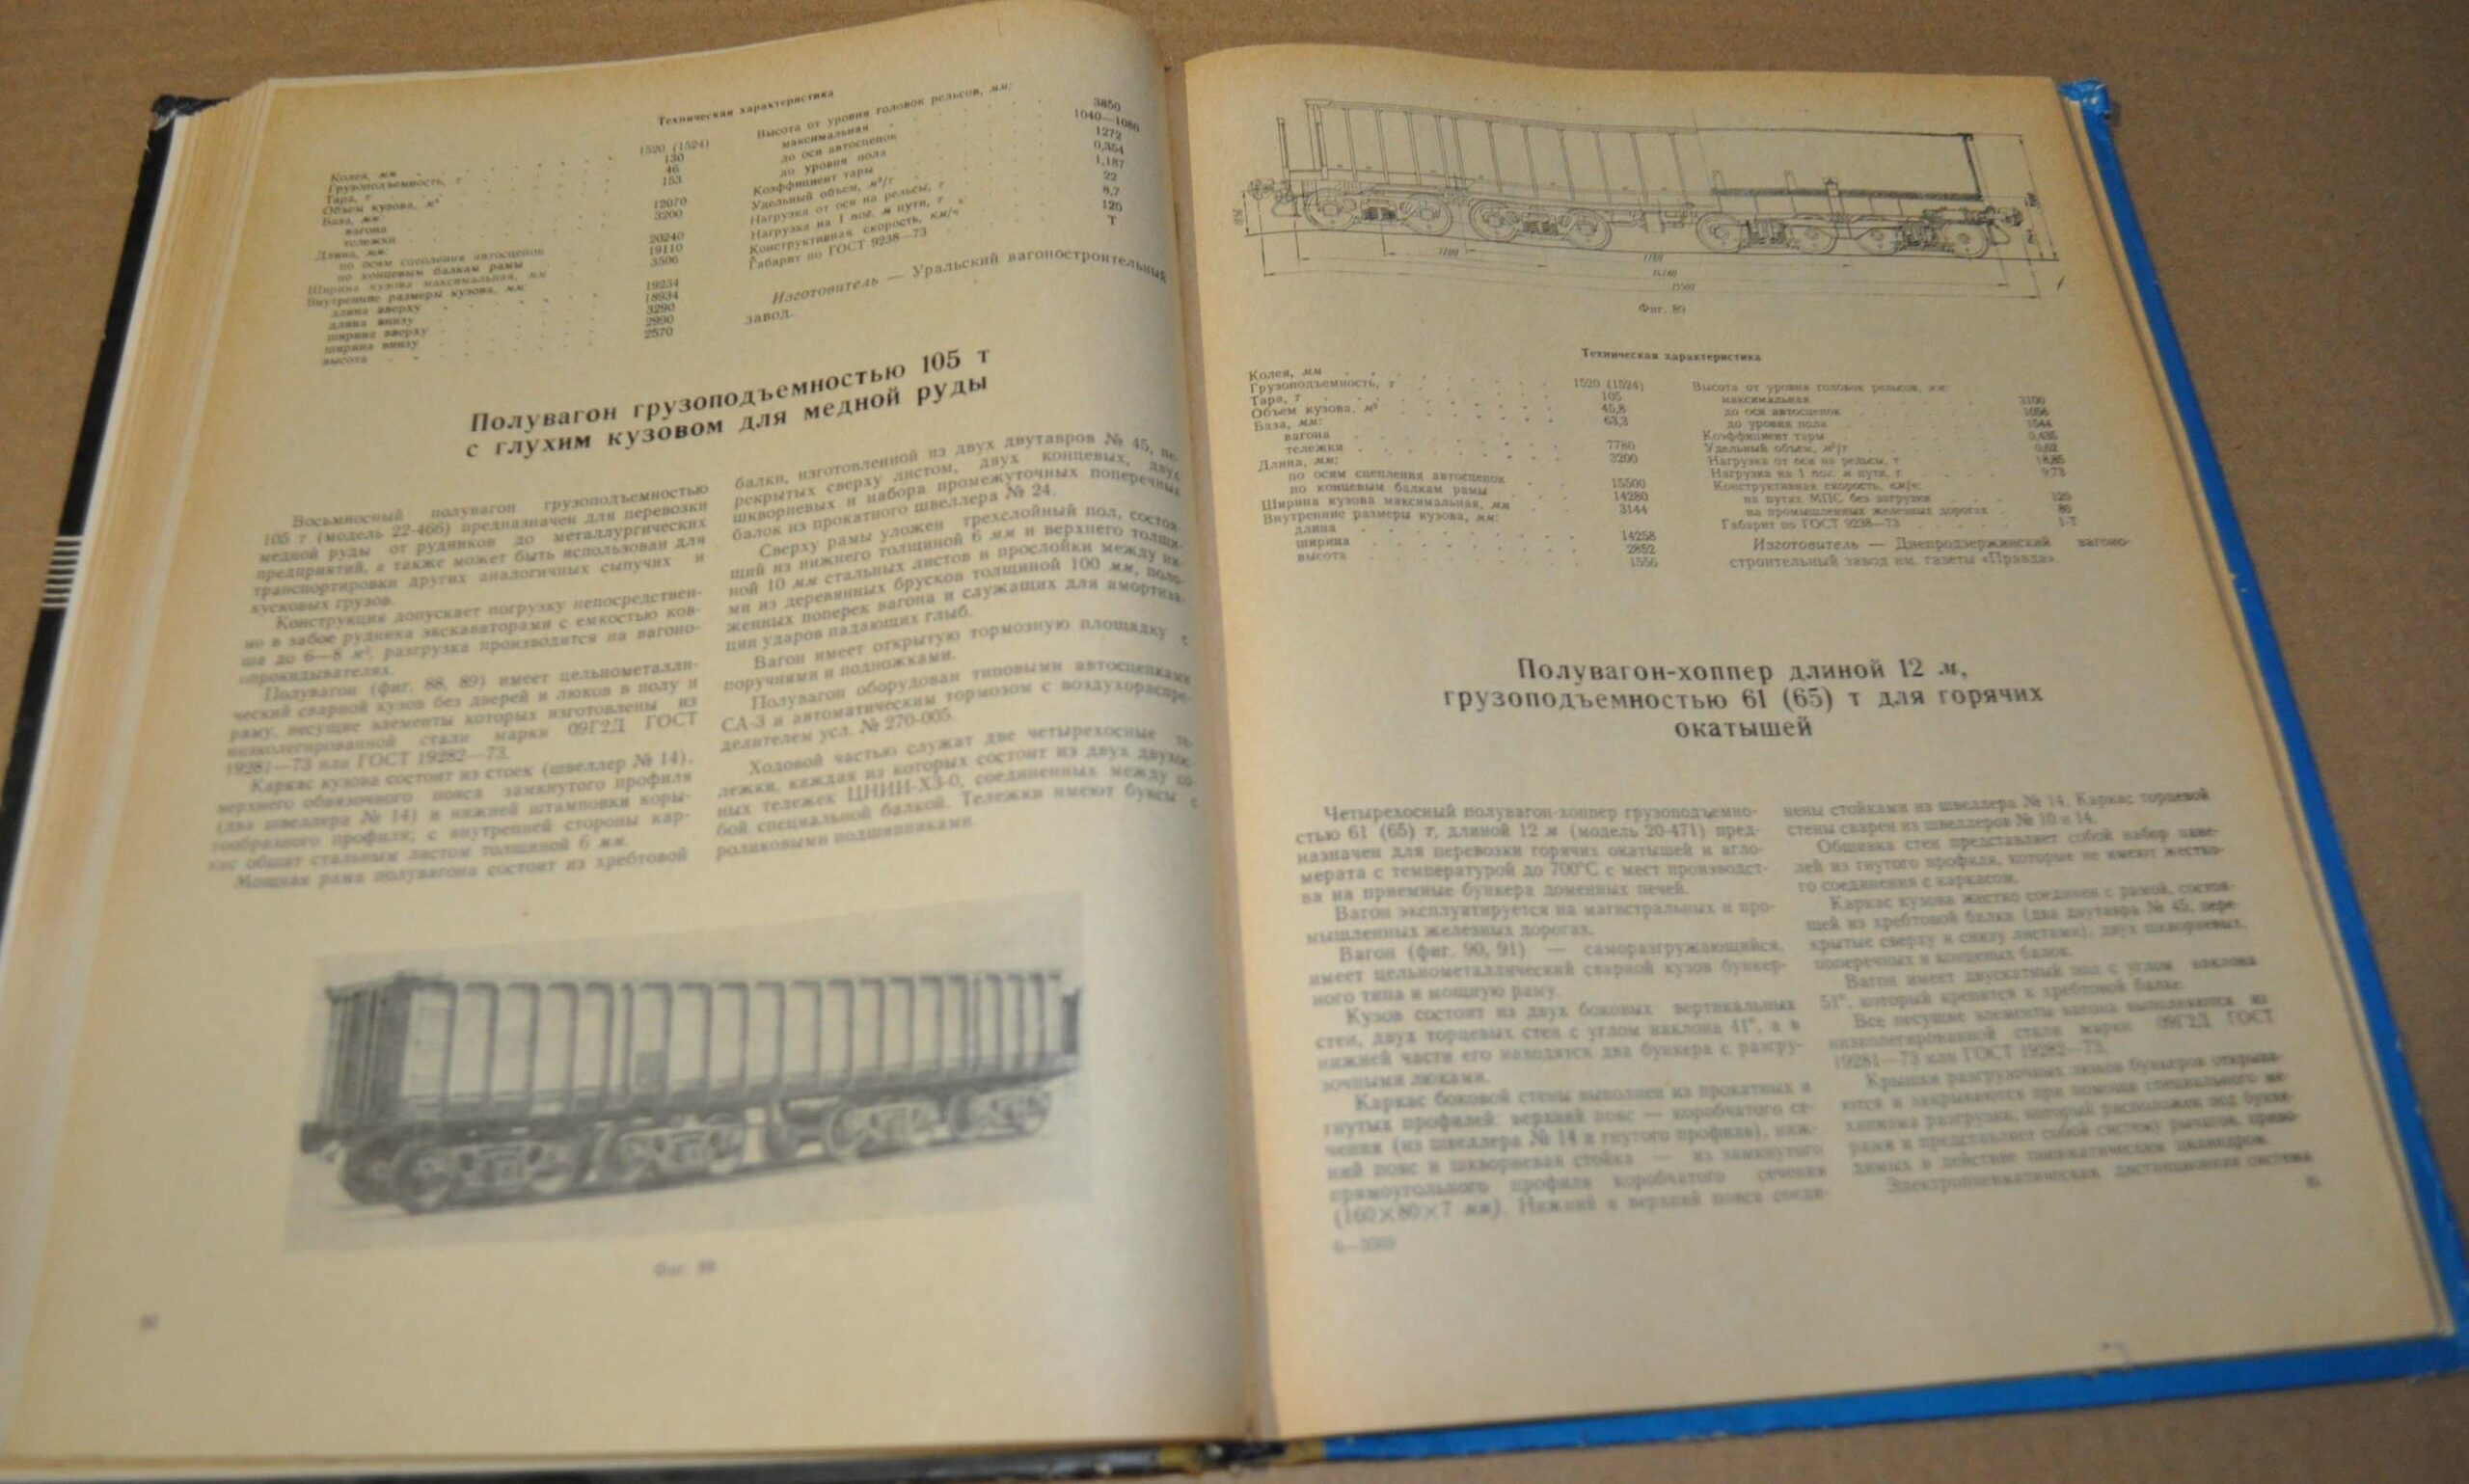 Техническая характеристика
Колея, мм 1520 (1524)
Грузоподъемность, т 130
Тара, т 46
Объем кузова, м³ 153
База, мм:
вагона 12070
тележки 3200
Длина, мм:
по осям сцепления автосцепок 20240
по концевым балкам рамы 19110
Ширина кузова максимальная, мм 3506
Внутренние размеры кузова, мм:
длина вверху 19234
длина внизу 18934
ширина вверху 3290
ширина внизу 2990
высота 2570
Высота от уровня головок рельсов, мм:
максимальная 3850
до оси автосцепок 1040—1080
до уровня пола 1272
Коэффициент тары 0,354
Удельный объем, м³/т 1,187
Нагрузка от оси на рельсы, т 22
Нагрузка на 1 пог. м пути, т 8,7
Конструктивная скорость, км/ч 120
Габарит по ГОСТ 9238—73 Т
Изготовитель — Уральский вагоностроительный
завод.
Полувагон грузоподъемностью 105 т
с глухим кузовом для медной руды
Восьмиосный полувагон грузоподъемностью
105 т (модель 22-466) предназначен для перевозки
медной руды от рудников до металлургических
предприятий, а также может быть использован для
транспортировки других аналогичных сыпучих и
кусковых грузов.
Конструкция допускает погрузку непосредствен-
но в забое рудника экскаваторами с емкостью ков-
ша до 6—8 м³, разгрузка производится на вагоно-
опрокидывателях.
Полувагон (фиг. 88, 89) имеет цельнометалли-
ческий сварной кузов без дверей и люков в полу и
раму, несущие элементы которых изготовлены из
низколегированной стали марки 09Г2Д ГОСТ
19281—73 или ГОСТ 19282—73.
Каркас кузова состоит из стоек (швеллер № 14),
верхнего обвязочного пояса замкнутого профиля
(два швеллера № 14) и нижней штамповки коры-
тообразного профиля; с внутренней стороны кар-
кас обшит стальным листом толщиной 6 мм.
Мощная рама полувагона состоит из хребтовой
балки, изготовленной из двух двутавров № 45, пе-
рекрытых сверху листом, двух концевых, двух
шкворневых и набора промежуточных поперечных
балок из прокатного швеллера № 24.
Сверху рамы уложен трехслойный пол, состоя-
щий из нижнего толщиной 6 мм и верхнего толщи-
ной 10 мм стальных листов и прослойки между ни-
ми из деревянных брусков толщиной 100 мм, поло-
женных поперек вагона и служащих для амортиза-
ции ударов падающих глыб.
Вагон имеет открытую тормозную площадку с
поручнями и подножками.
Полувагон оборудован типовыми автосцепками
СА-3 и автоматическим тормозом с воздухораспре-
делителем усл. № 270-005.
Ходовой частью служат две четырехосные те-
лежки, каждая из которых состоит из двух двухос-
ных тележек ЦНИИ-Х3-0, соединенных между со-
бой специальной балкой. Тележки имеют буксы с
роликовыми подшипниками.
Фиг. 88
80
Фиг. 89
Техническая характеристика
Колея, мм 1520 (1524)
Грузоподъемность, т 105
Тара, т 45,8
Объем кузова, м³ 63,3
База, мм:
вагона 7780
тележки 3200
Длина, мм:
по осям сцепления автосцепок 15500
по концевым балкам рамы 14280
Ширина кузова максимальная, мм 3144
Внутренние размеры кузова, мм:
длина 14258
ширина 2852
высота 1556
Высота от уровня головок рельсов, мм:
максимальная 3100
до оси автосцепок 1056
до уровня пола 1544
Коэффициент тары 0,435
Удельный объем, м³/т
Нагрузка от оси на рельсы, т 18,85
Нагрузка на 1 пог. м пути, т 9,73
Конструктивная скорость, км/ч:
на путях МПС без загрузки 120
на промышленных железных дорогах 80
Габарит по ГОСТ 9238—73 1-Т
Изготовитель — Днепродзержинский вагоно-
строительный завод им. газеты «Правда».
Полувагон-хоппер длиной 12 м,
грузоподъемностью 61 (65) т для горячих
окатышей
Четырехосный полувагон-хоппер грузоподъемно-
стью 61 (65) т, длиной 12 м (модель 20-471) пред-
назначен для перевозки горячих окатышей и агло-
мерата с температурой до 700°С с мест производст-
ва на приемные бункера доменных печей.
Вагон эксплуатируется на магистральных и про-
мышленных железных дорогах.
Вагон (фиг. 90, 91) — саморазгружающийся,
имеет цельнометаллический сварной кузов бункер-
ного типа и мощную раму.
Кузов состоит из двух боковых вертикальных
стен, двух торцевых стен с углом наклона 41°, а в
нижней части его находятся два бункера с разгру-
зочными люками.
Каркас боковой стены выполнен из прокатных и
гнутых профилей: верхний пояс — коробчатого се-
чения (из швеллера № 14 и гнутого профиля), ниж-
ний пояс и шкворневая стойка — из замкнутого
прямоугольного профиля коробчатого сечения
(160×80×7 мм). Нижний и верхний пояса соеди-
нены стойками из швеллера № 14. Каркас торцевой
стены сварен из швеллеров № 10 и 14.
Обшивка стен представляет собой набор пане-
лей из гнутого профиля, которые не имеют жестко-
го соединения с каркасом.
Каркас кузова жестко соединен с рамой, состоя-
щей из хребтовой балки (два двутавра № 45, пере-
крытые сверху и снизу листами), двух шкворневых,
поперечных и концевых балок.
Вагон имеет двускатный пол с углом наклона
51°, который крепится к хребтовой балке.
Все несущие элементы вагона выполняются из
низколегированной стали марки 09Г2Д ГОСТ
19281—73 или ГОСТ 19282—73.
Крышки разгрузочных люков бункеров открыва-
ются и закрываются при помощи специального ме-
ханизма разгрузки, который расположен под бунке-
рами и представляет собой систему рычагов, приво-
димых в действие пневматическим цилиндром.
Электропневматическая дистанционная система